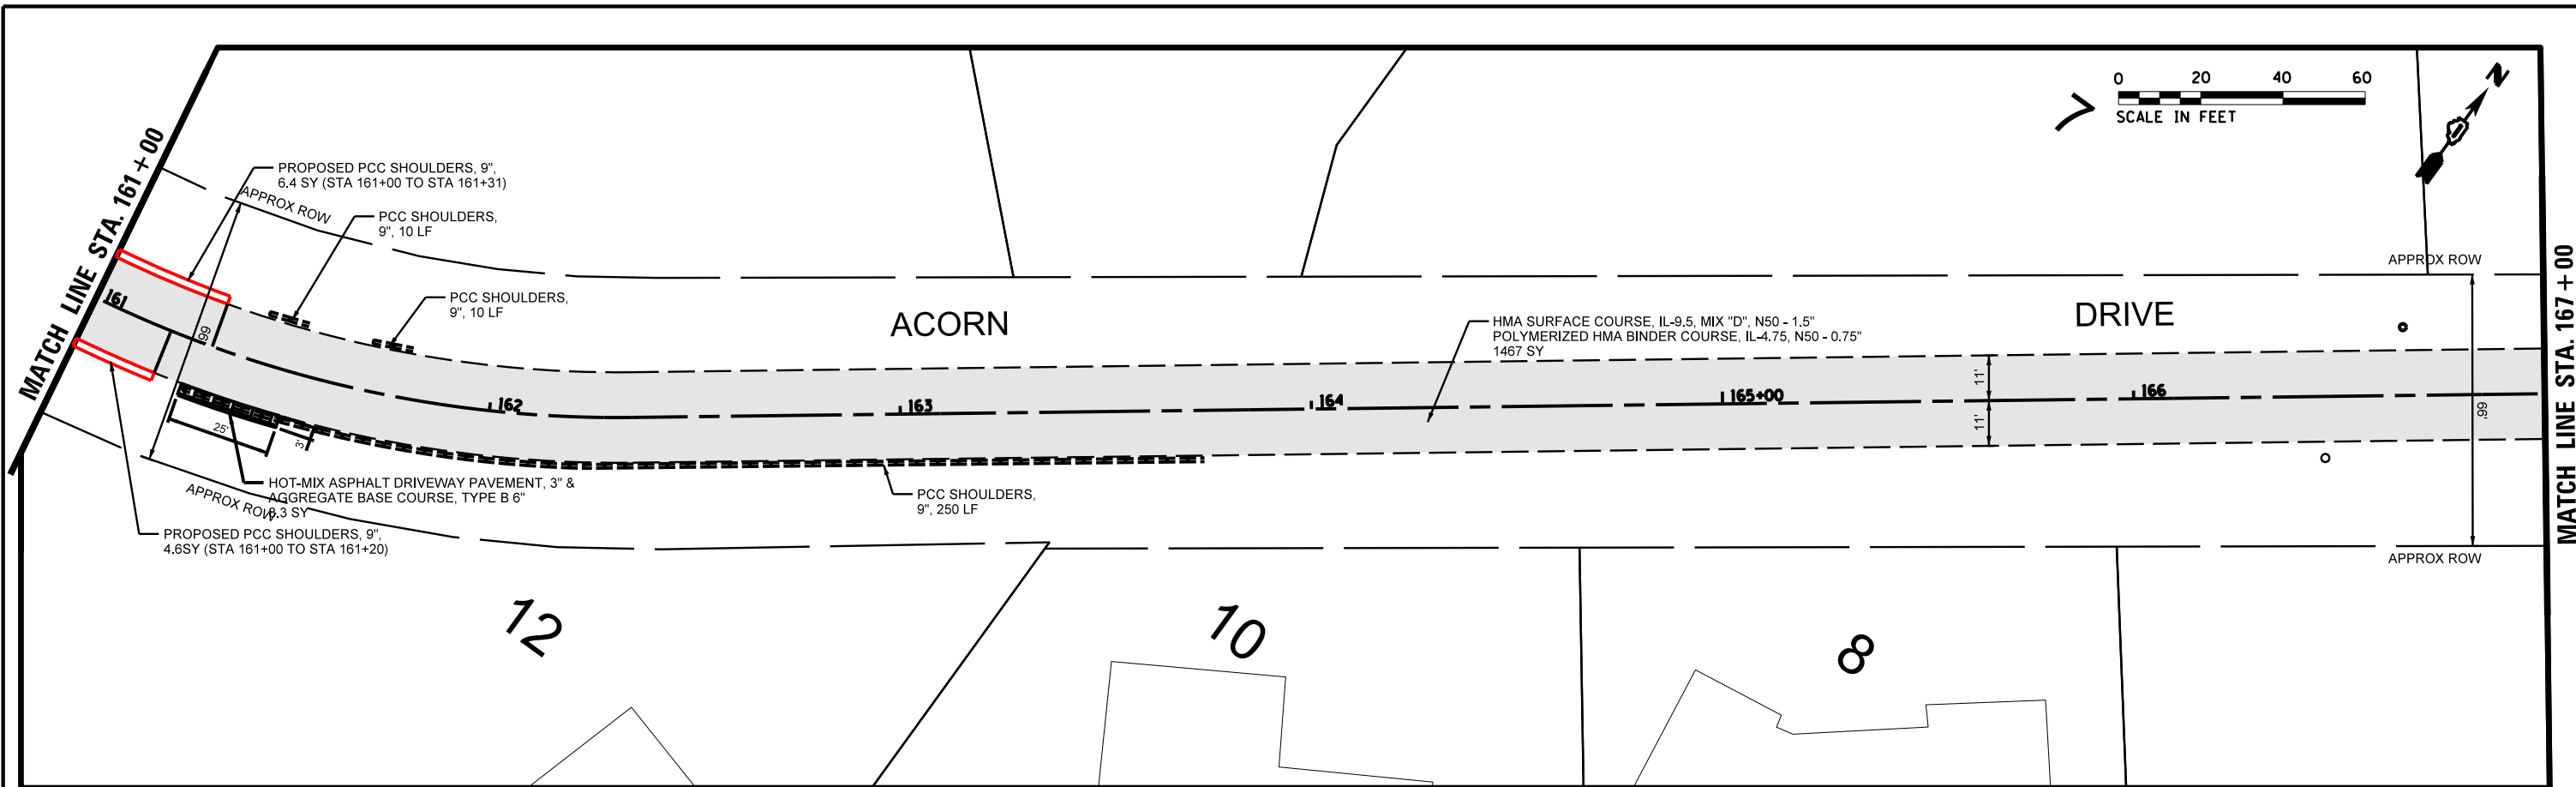 0 20 40 60
SCALE IN FEET
N
7
MATCH LINE STA. 161+00
PROPOSED PCC SHOULDERS, 9",
6.4 SY (STA 161+00 TO STA 161+31)
APPROX ROW
PCC SHOULDERS,
9", 10 LF
PCC SHOULDERS,
9", 10 LF
161
66'
ACORN
DRIVE
HMA SURFACE COURSE, IL-9.5, MIX "D", N50 - 1.5"
POLYMERIZED HMA BINDER COURSE, IL-4.75, N50 - 0.75"
1467 SY
APPROX ROW
MATCH LINE STA. 167+00
162
163
164
165+00
166
11'
11'
66'
25'
3'
HOT-MIX ASPHALT DRIVEWAY PAVEMENT, 3" &
AGGREGATE BASE COURSE, TYPE B 6"
8.3 SY
APPROX ROW
PROPOSED PCC SHOULDERS, 9",
4.6SY (STA 161+00 TO STA 161+20)
PCC SHOULDERS,
9", 250 LF
APPROX ROW
12
10
8